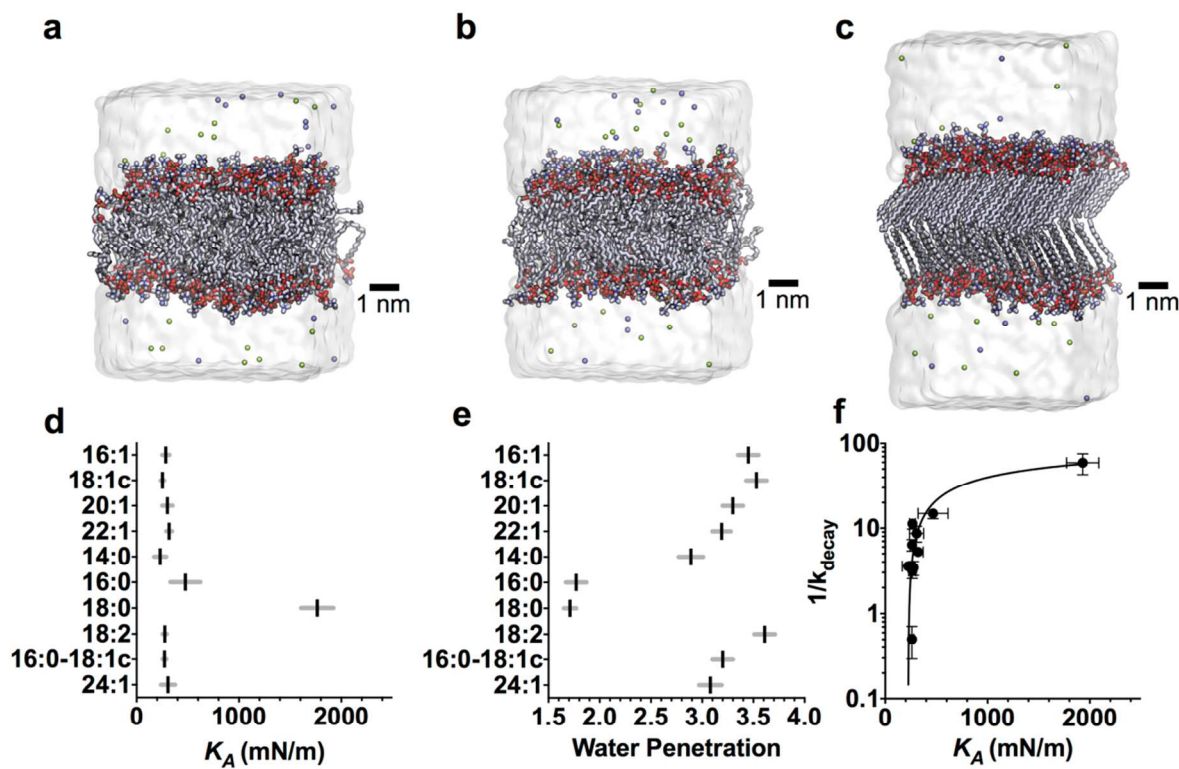 a
b
c
1 nm
1 nm
1 nm
d
16:1
18:1c
20:1
22:1
14:0
16:0
18:0
18:2
16:0-18:1c
24:1
0 1000 2000
K_A (mN/m)
e
16:1
18:1c
20:1
22:1
14:0
16:0
18:0
18:2
16:0-18:1c
24:1
1.5 2.0 2.5 3.0 3.5 4.0
Water Penetration
f
100
10
1
0.1
1/k_decay
0 1000 2000
K_A (mN/m)